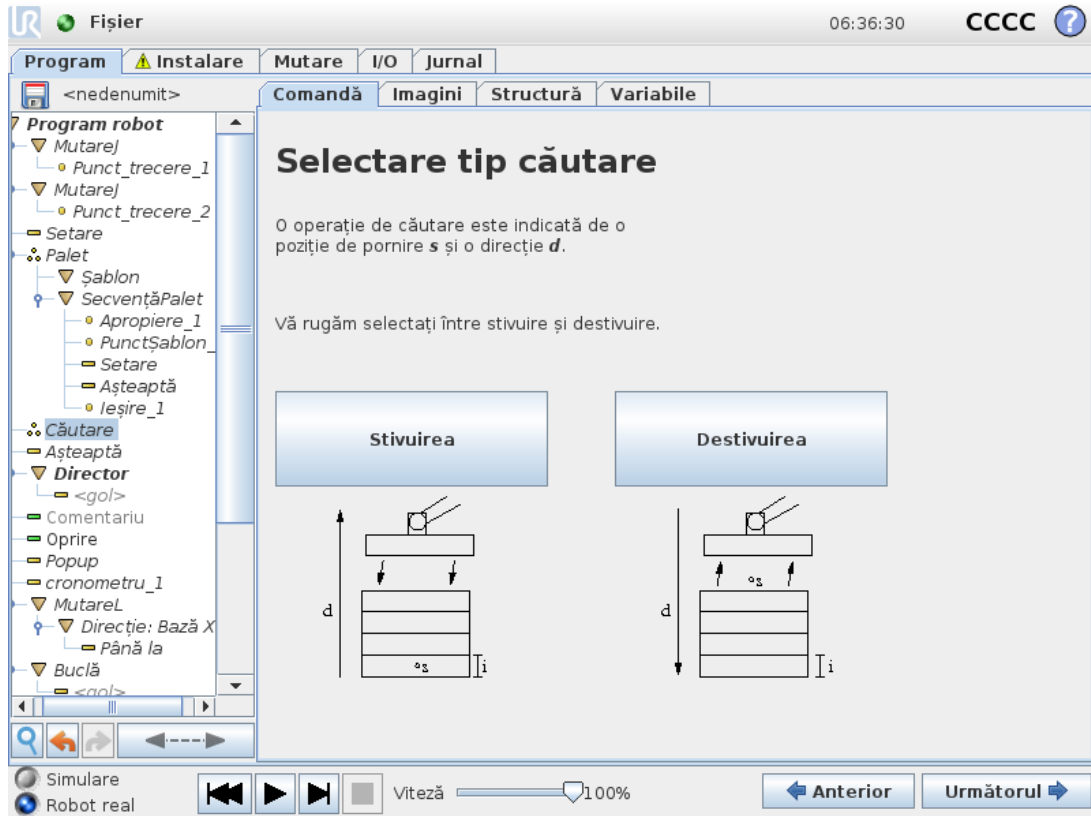 UR Fișier 06:36:30 CCCC ?
Program Instalare Mutare I/O Jurnal
<nedenumit>
Comandă Imagini Structură Variabile
Program robot
MutareJ
Punct_trecere_1
MutareJ
Punct_trecere_2
Setare
Palet
Șablon
SecvențăPalet
Apropiere_1
PunctȘablon_
Setare
Așteaptă
Ieșire_1
Căutare
Așteaptă
Director
<gol>
Comentariu
Oprire
Popup
cronometru_1
MutareL
Direcție: Bază X
Până la
Buclă
<gol>
Selectare tip căutare
O operație de căutare este indicată de o
poziție de pornire s și o direcție d.
Vă rugăm selectați între stivuire și destivuire.
Stivuirea Destivuirea
d s i
d s i
Simulare
Robot real
Viteză 100%
Anterior Următorul